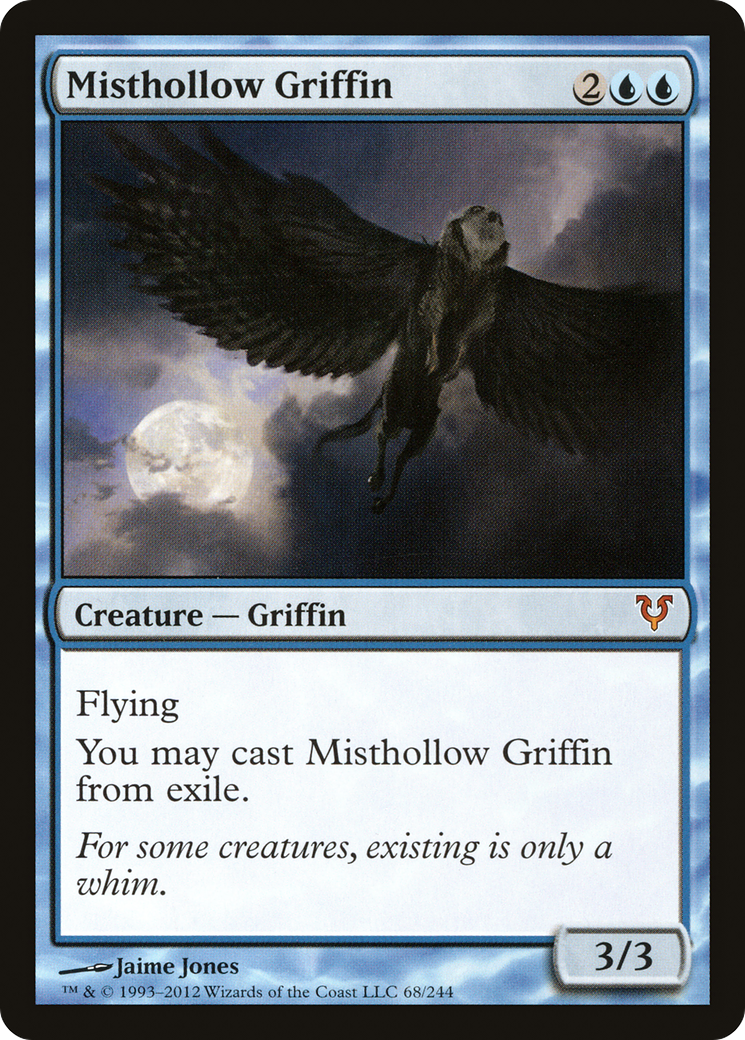 Misthollow Griffin 2
Creature — Griffin
Flying
You may cast Misthollow Griffin
from exile.
For some creatures, existing is only a
whim.
3/3
Jaime Jones
™ & © 1993–2012 Wizards of the Coast LLC 68/244